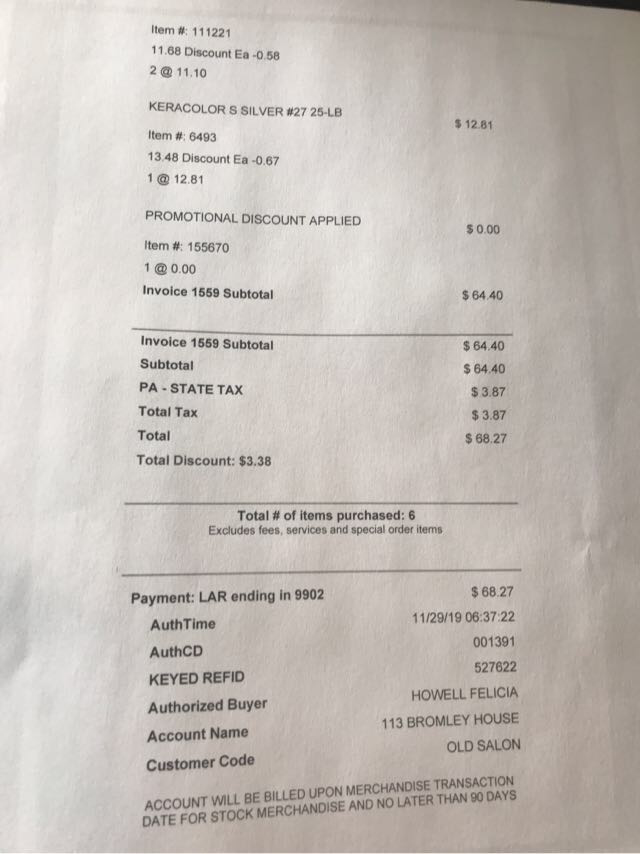 Item #: 111221
11.68 Discount Ea -0.58
2 @ 11.10
KERACOLOR S SILVER #27 25-LB $ 12.81
Item #: 6493
13.48 Discount Ea -0.67
1 @ 12.81
PROMOTIONAL DISCOUNT APPLIED $ 0.00
Item #: 155670
1 @ 0.00
Invoice 1559 Subtotal $ 64.40
Invoice 1559 Subtotal $ 64.40
Subtotal $ 64.40
PA - STATE TAX $ 3.87
Total Tax $ 3.87
Total $ 68.27
Total Discount: $3.38
Total # of items purchased: 6
Excludes fees, services and special order items
Payment: LAR ending in 9902 $ 68.27
AuthTime 11/29/19 06:37:22
AuthCD 001391
KEYED REFID 527622
Authorized Buyer HOWELL FELICIA
Account Name 113 BROMLEY HOUSE
Customer Code OLD SALON
ACCOUNT WILL BE BILLED UPON MERCHANDISE TRANSACTION
DATE FOR STOCK MERCHANDISE AND NO LATER THAN 90 DAYS